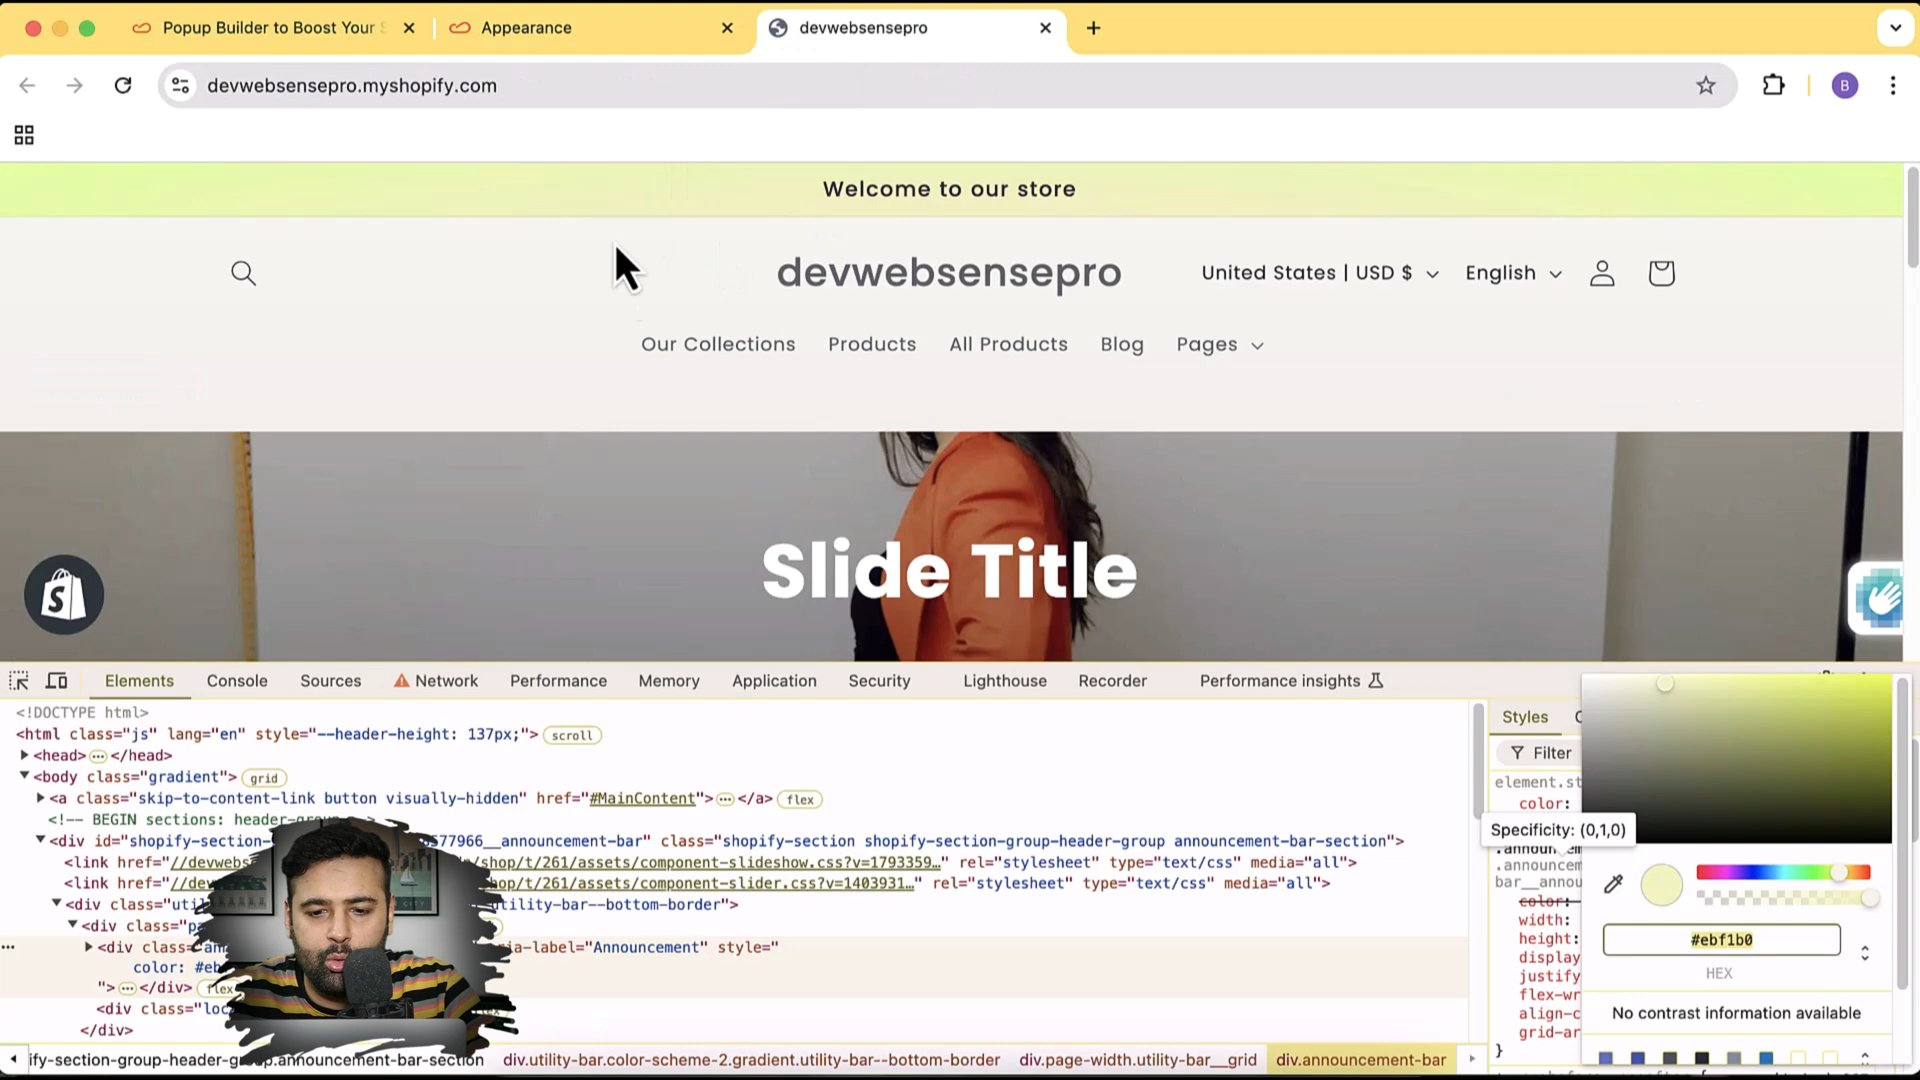 Popup Builder to Boost Your
Appearance
devwebsensepro
devwebsensepro.myshopify.com
B
Welcome to our store
devwebsensepro
United States | USD $
English
Our Collections
Products
All Products
Blog
Pages
Slide Title
Elements
Console
Sources
Network
Performance
Memory
Application
Security
Lighthouse
Recorder
Performance insights
<!DOCTYPE html>
<html class="js" lang="en" style="--header-height: 137px;"> scroll
<head> … </head>
<body class="gradient"> grid
<a class="skip-to-content-link button visually-hidden" href="#MainContent"> … </a> flex
<!-- BEGIN sections: header-
<div id="shopify-section- 577966__announcement-bar" class="shopify-section shopify-section-group-header-group announcement-bar-section">
<link href="//devwebs /shop/t/261/assets/component-slideshow.css?v=1793359…" rel="stylesheet" type="text/css" media="all">
<link href="//de hop/t/261/assets/component-slider.css?v=1403931…" rel="stylesheet" type="text/css" media="all">
<div class="uti tility-bar--bottom-border">
<div class="p
<div class= ia-label="Announcement" style="
color: #eb
"> … </div> flex
<div class="loc
</div>
ify-section-group-header-gr p.announcement-bar-section
div.utility-bar.color-scheme-2.gradient.utility-bar--bottom-border
div.page-width.utility-bar__grid
div.announcement-bar
Styles
Filter
element.st
color:
Specificity: (0,1,0)
.announcem
bar__annou
color:
width:
height:
display
justify
flex-wr
align-c
grid-ar
}
#ebf1b0
HEX
No contrast information available